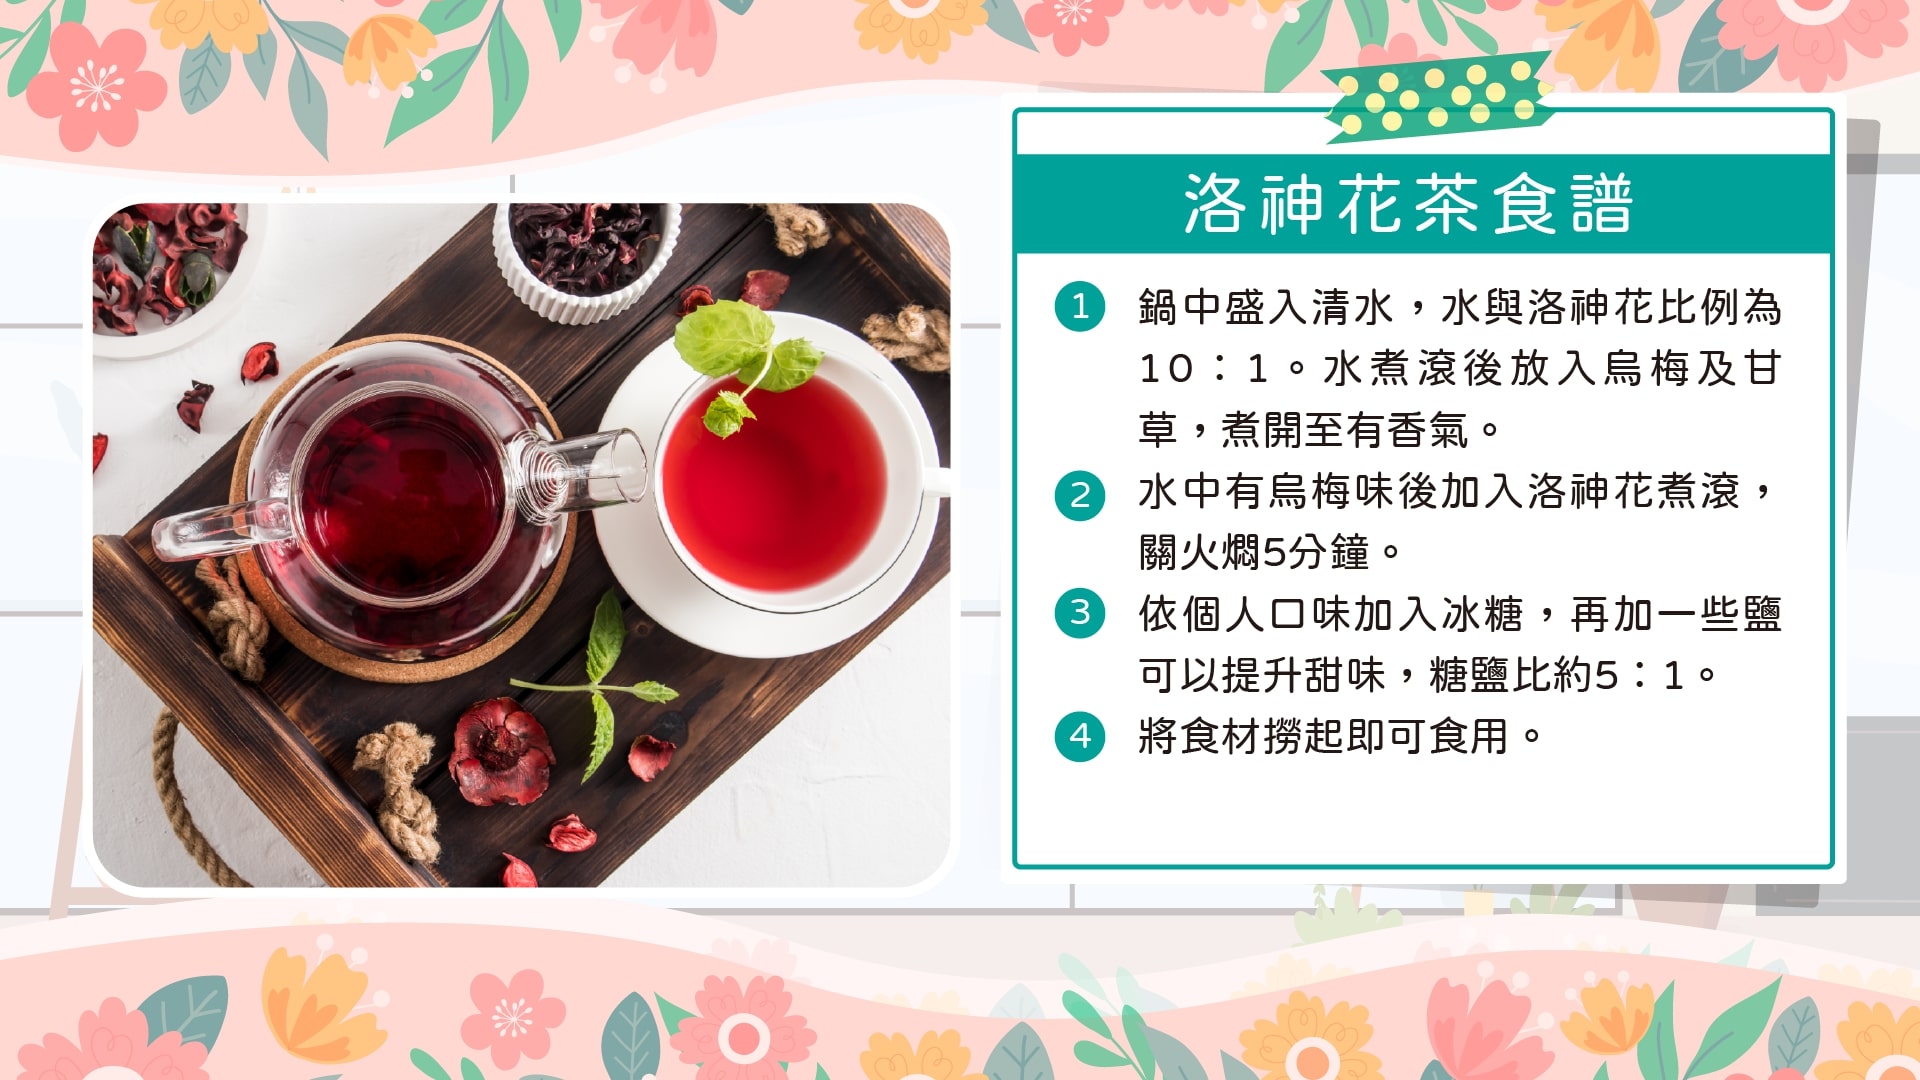 洛神花茶食譜
1 鍋中盛入清水，水與洛神花比例為
10：1。水煮滾後放入烏梅及甘
草，煮開至有香氣。
2 水中有烏梅味後加入洛神花煮滾，
關火燜5分鐘。
3 依個人口味加入冰糖，再加一些鹽
可以提升甜味，糖鹽比約5：1。
4 將食材撈起即可食用。